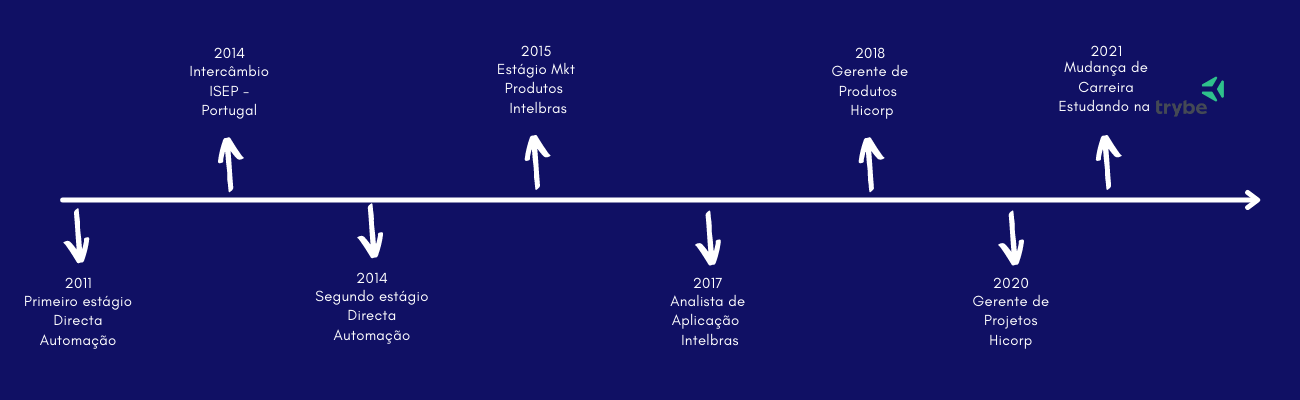 2011
Primeiro estágio
Directa
Automação
2014
Intercâmbio
ISEP -
Portugal
2014
Segundo estágio
Directa
Automação
2015
Estágio Mkt
Produtos
Intelbras
2017
Analista de
Aplicação
Intelbras
2018
Gerente de
Produtos
Hicorp
2020
Gerente de
Projetos
Hicorp
2021
Mudança de
Carreira
Estudando na trybe